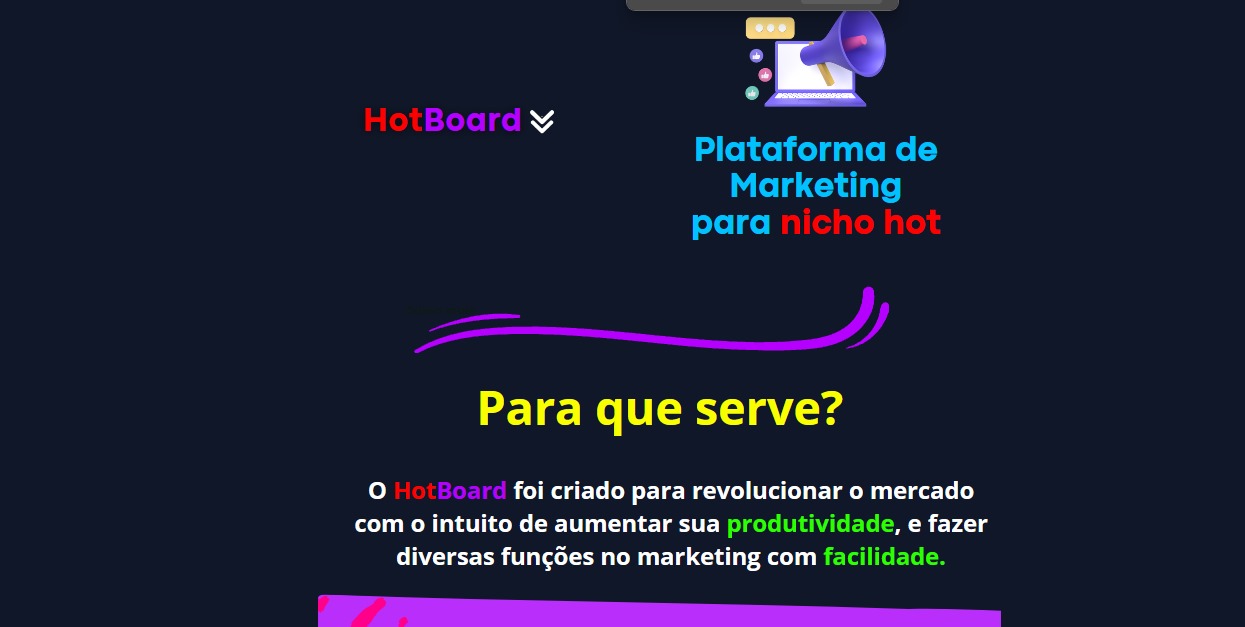 HotBoard
Plataforma de
Marketing
para nicho hot
Para que serve?
O HotBoard foi criado para revolucionar o mercado
com o intuito de aumentar sua produtividade, e fazer
diversas funções no marketing com facilidade.